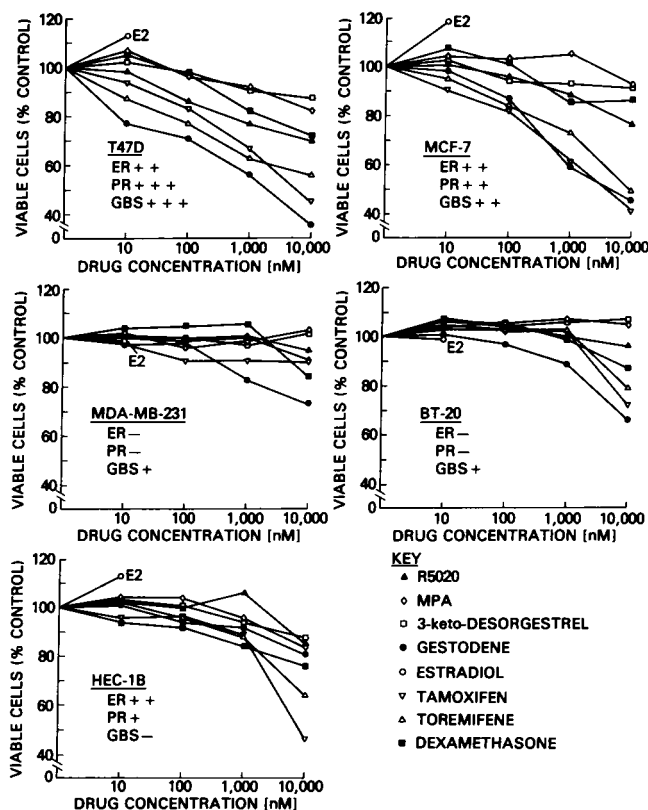 VIABLE CELLS (% CONTROL)
120
100
80
60
40
0
E2
T47D
ER + +
PR + + +
GBS + + +
10
100
1,000
10,000
DRUG CONCENTRATION [nM]
VIABLE CELLS (% CONTROL)
120
100
80
60
40
0
E2
MCF-7
ER + +
PR + +
GBS + +
10
100
1,000
10,000
DRUG CONCENTRATION [nM]
VIABLE CELLS (% CONTROL)
120
100
80
60
40
0
E2
MDA-MB-231
ER —
PR —
GBS +
10
100
1,000
10,000
DRUG CONCENTRATION [nM]
VIABLE CELLS (% CONTROL)
120
100
80
60
40
0
E2
BT-20
ER —
PR —
GBS +
10
100
1,000
10,000
DRUG CONCENTRATION [nM]
VIABLE CELLS (% CONTROL)
120
100
80
60
40
0
E2
HEC-1B
ER + +
PR +
GBS —
10
100
1,000
10,000
DRUG CONCENTRATION [nM]
KEY
R5020
MPA
3-keto-DESORGESTREL
GESTODENE
ESTRADIOL
TAMOXIFEN
TOREMIFENE
DEXAMETHASONE